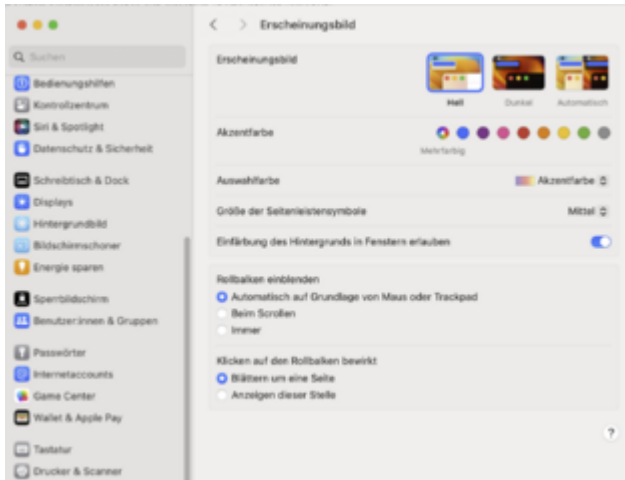 Erscheinungsbild
Suchen
Bedienungshilfen
Kontrollzentrum
Siri & Spotlight
Datenschutz & Sicherheit
Schreibtisch & Dock
Displays
Hintergrundbild
Bildschirmschoner
Energie sparen
Sperrbildschirm
Benutzer:innen & Gruppen
Passwörter
Internetaccounts
Game Center
Wallet & Apple Pay
Tastatur
Drucker & Scanner
Erscheinungsbild
Hell
Dunkel
Automatisch
Akzentfarbe
Mehrfarbig
Auswahlfarbe
Akzentfarbe
Größe der Seitenleistensymbole
Mittel
Einfärbung des Hintergrunds in Fenstern erlauben
Rollbalken einblenden
Automatisch auf Grundlage von Maus oder Trackpad
Beim Scrollen
Immer
Klicken auf den Rollbalken bewirkt
Blättern um eine Seite
Anzeigen dieser Stelle
?